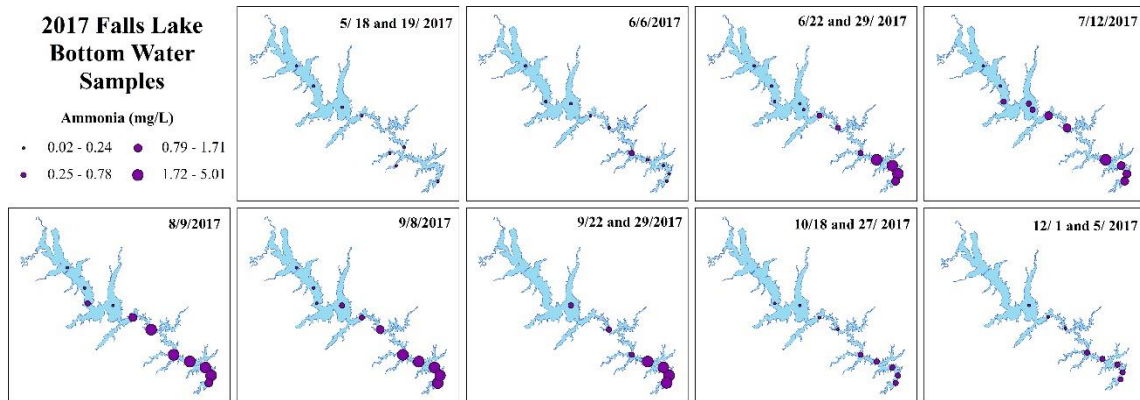 2017 Falls Lake
Bottom Water
Samples
Ammonia (mg/L)
0.02 - 0.24
0.79 - 1.71
0.25 - 0.78
1.72 - 5.01
5/ 18 and 19/ 2017
6/6/2017
6/22 and 29/ 2017
7/12/2017
8/9/2017
9/8/2017
9/22 and 29/2017
10/18 and 27/ 2017
12/ 1 and 5/ 2017